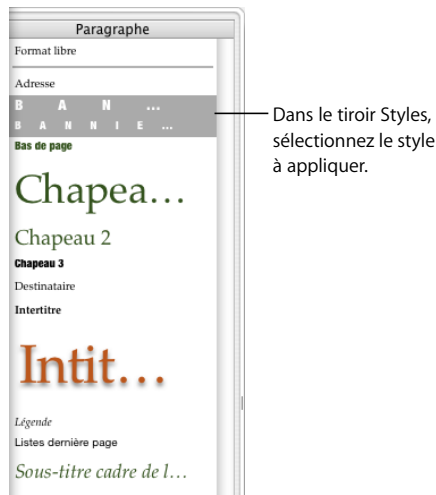 Paragraphe
Format libre
Adresse
B A N ...
B A N N I E ...
Bas de page
Chapea...
Chapeau 2
Chapeau 3
Destinataire
Intertitre
Intit...
Légende
Listes dernière page
Sous-titre cadre de l...
Dans le tiroir Styles,
sélectionnez le style
à appliquer.